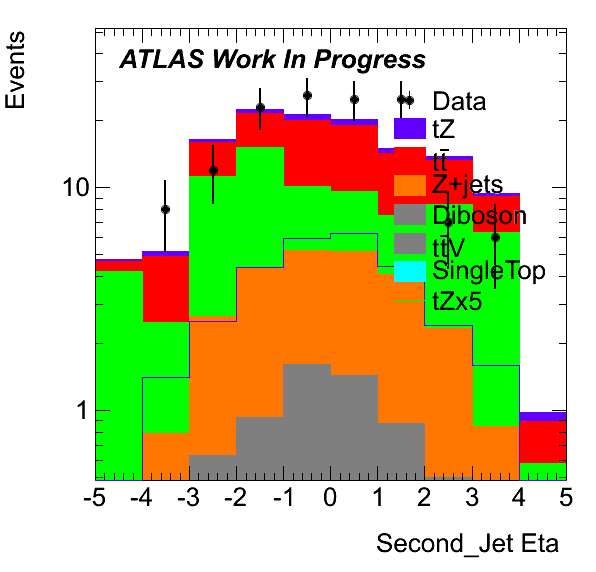 Events
ATLAS Work In Progress
Data
tZ
tt̄
Z+jets
Diboson
tt̄V
SingleTop
tZx5
10
1
-5 -4 -3 -2 -1 0 1 2 3 4 5
Second_Jet Eta